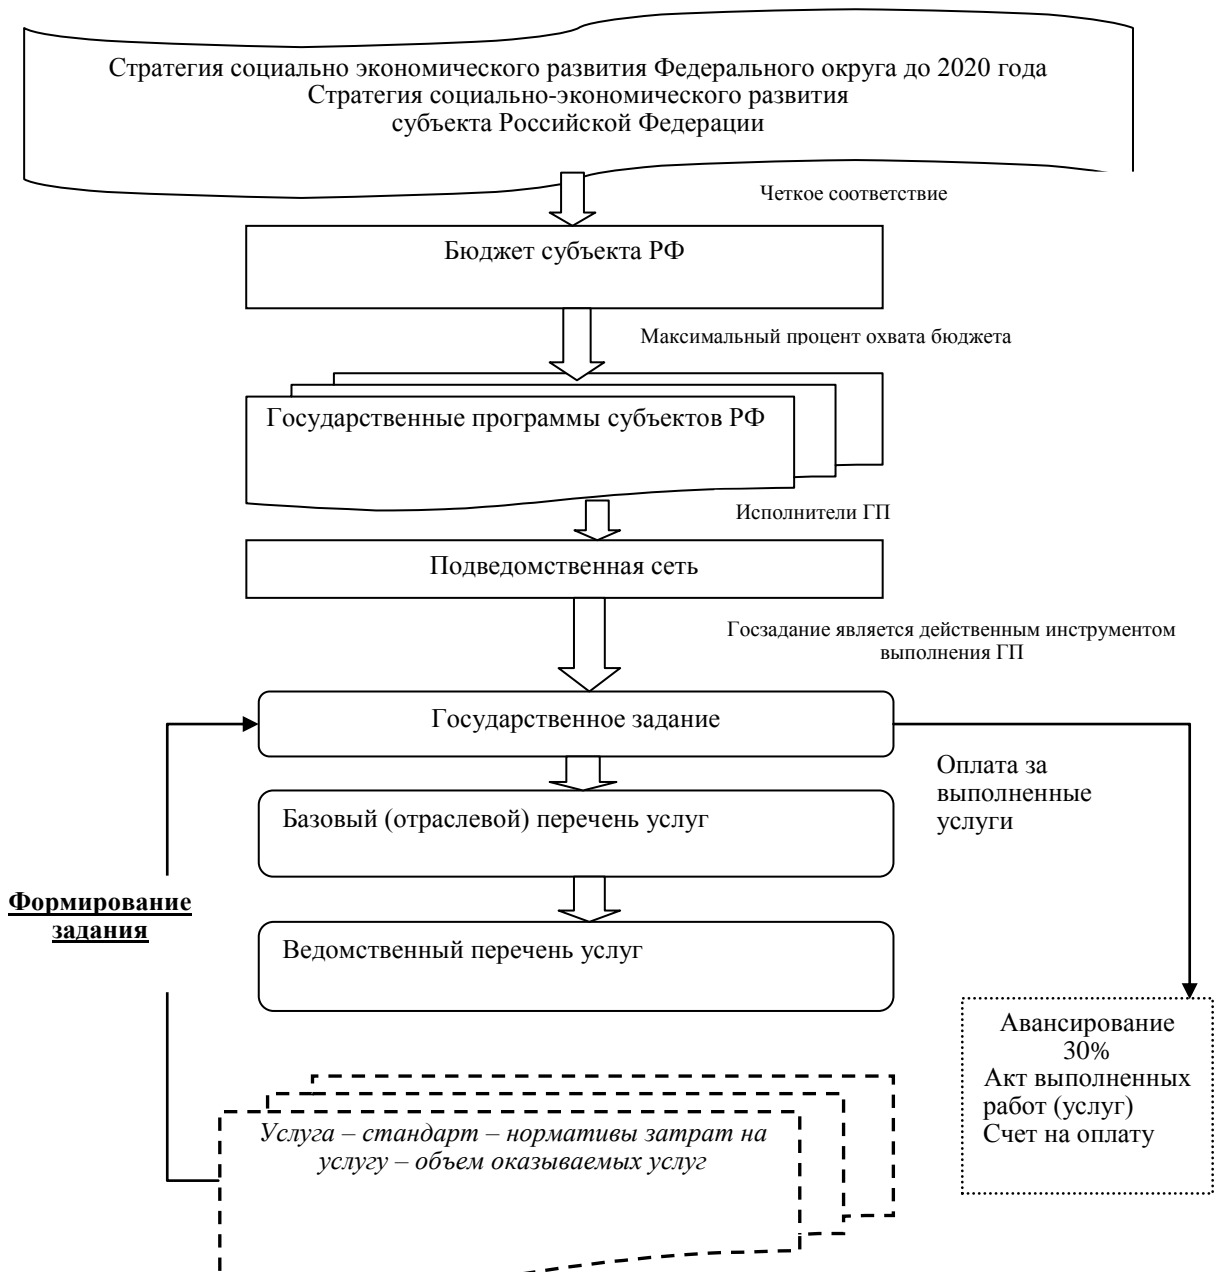 Стратегия социально экономического развития Федерального округа до 2020 года
Стратегия социально-экономического развития
субъекта Российской Федерации
Четкое соответствие
Бюджет субъекта РФ
Максимальный процент охвата бюджета
Государственные программы субъектов РФ
Исполнители ГП
Подведомственная сеть
Госзадание является действенным инструментом
выполнения ГП
Государственное задание
Оплата за
выполненные
услуги
Базовый (отраслевой) перечень услуг
Формирование
задания
Ведомственный перечень услуг
Авансирование
30%
Акт выполненных
работ (услуг)
Счет на оплату
Услуга – стандарт – нормативы затрат на
услугу – объем оказываемых услуг